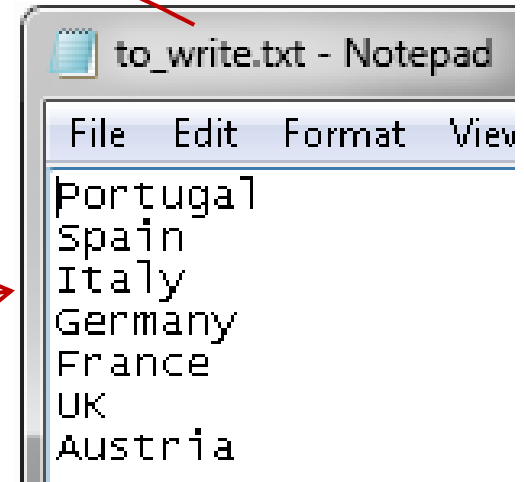 to_write.txt - Notepad
File Edit Format View
Portugal
Spain
Italy
Germany
France
UK
Austria